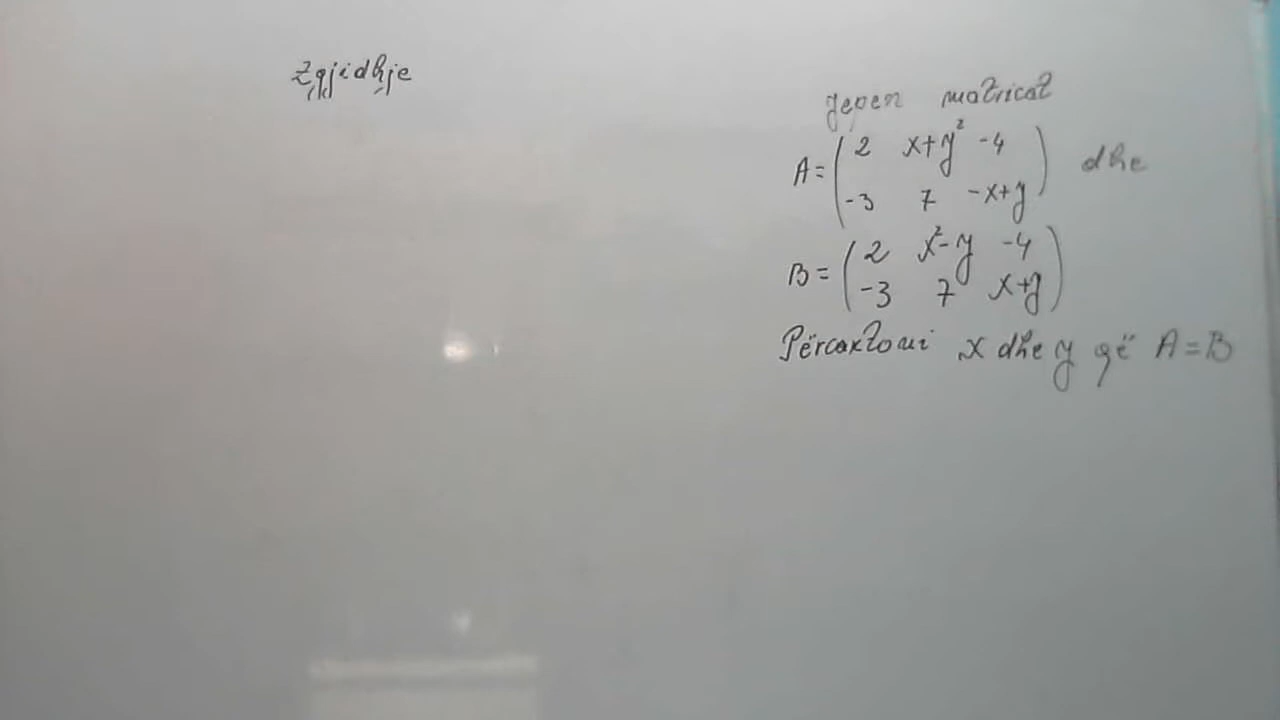 Zgjidhje
jepen matricat
A = ( 2 x+y² -4
-3 7 -x+y ) dhe
B = ( 2 x²-y -4
-3 7 x+y )
Përcaktoni x dhe y që A=B